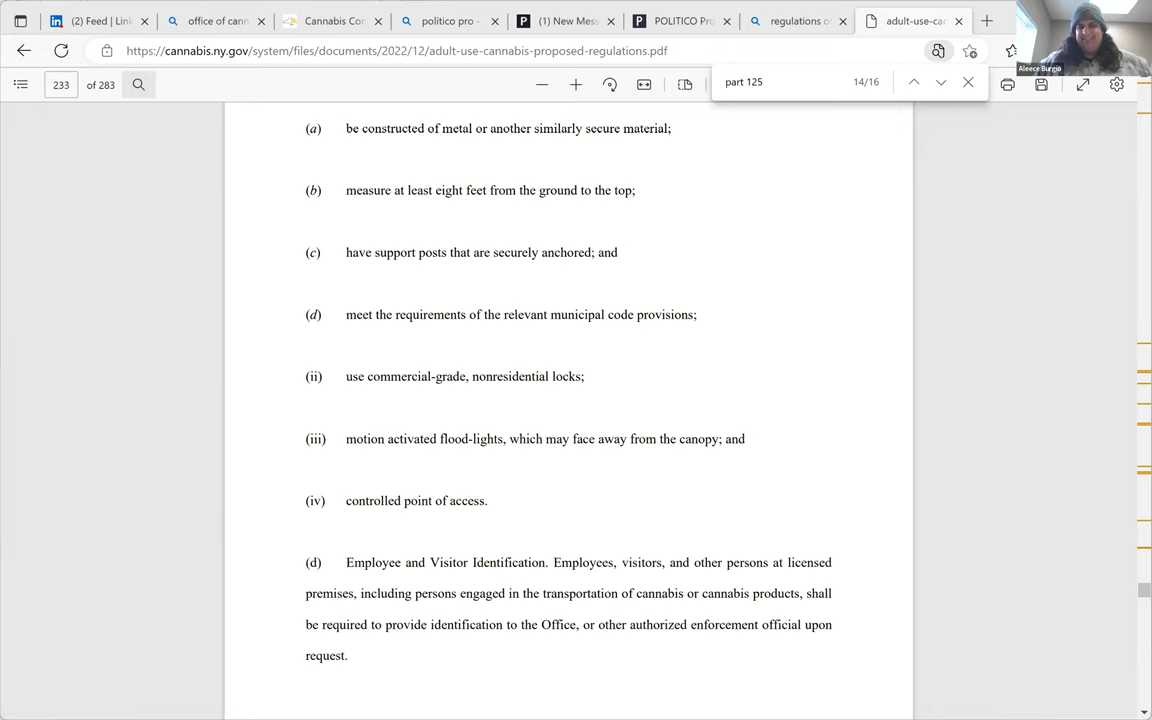 (2) Feed | Link
office of cann
Cannabis Con
politico pro -
(1) New Mess
POLITICO Pro
regulations o
adult-use-can
https://cannabis.ny.gov/system/files/documents/2022/12/adult-use-cannabis-proposed-regulations.pdf
Aleece Burgio
233 of 283
part 125 14/16
(a) be constructed of metal or another similarly secure material;
(b) measure at least eight feet from the ground to the top;
(c) have support posts that are securely anchored; and
(d) meet the requirements of the relevant municipal code provisions;
(ii) use commercial-grade, nonresidential locks;
(iii) motion activated flood-lights, which may face away from the canopy; and
(iv) controlled point of access.
(d) Employee and Visitor Identification. Employees, visitors, and other persons at licensed
premises, including persons engaged in the transportation of cannabis or cannabis products, shall
be required to provide identification to the Office, or other authorized enforcement official upon
request.